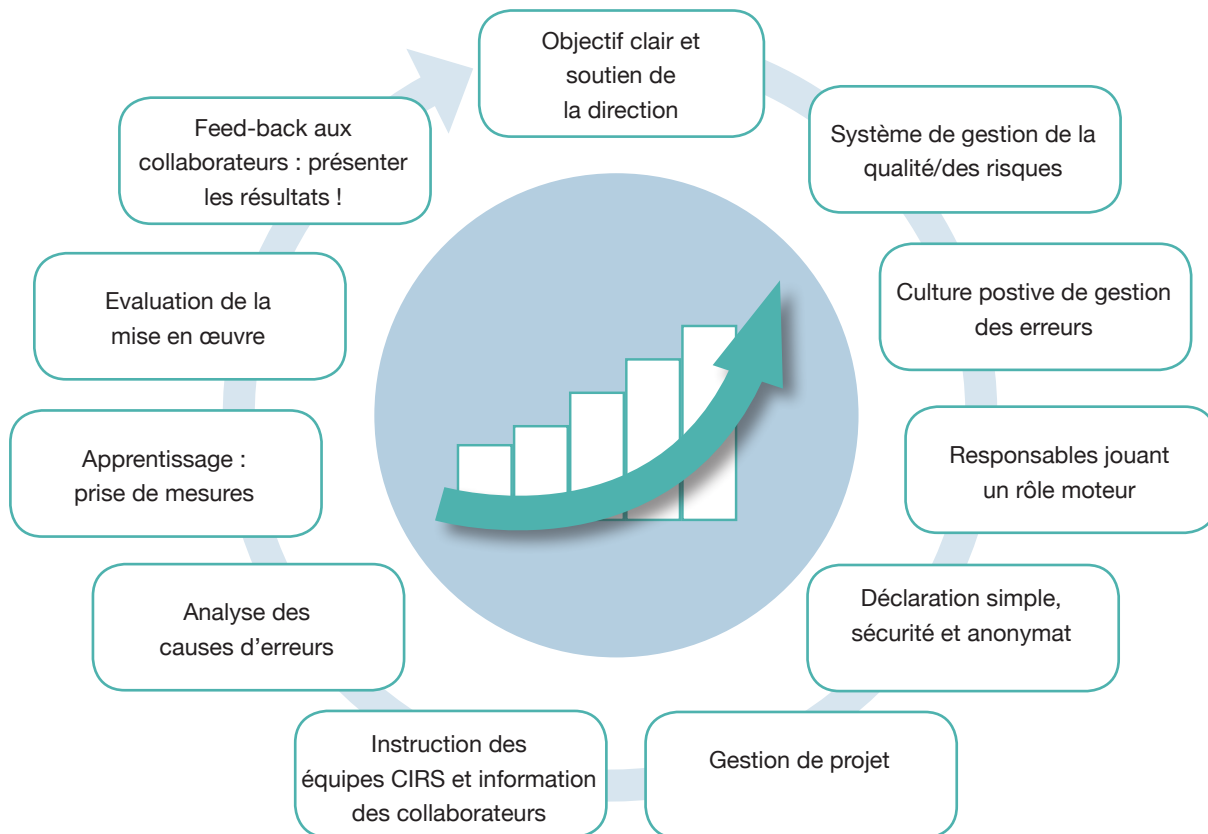 Objectif clair et
soutien de
la direction
Système de gestion de la
qualité/des risques
Culture postive de gestion
des erreurs
Responsables jouant
un rôle moteur
Déclaration simple,
sécurité et anonymat
Gestion de projet
Instruction des
équipes CIRS et information
des collaborateurs
Analyse des
causes d’erreurs
Apprentissage :
prise de mesures
Evaluation de la
mise en œuvre
Feed-back aux
collaborateurs : présenter
les résultats !